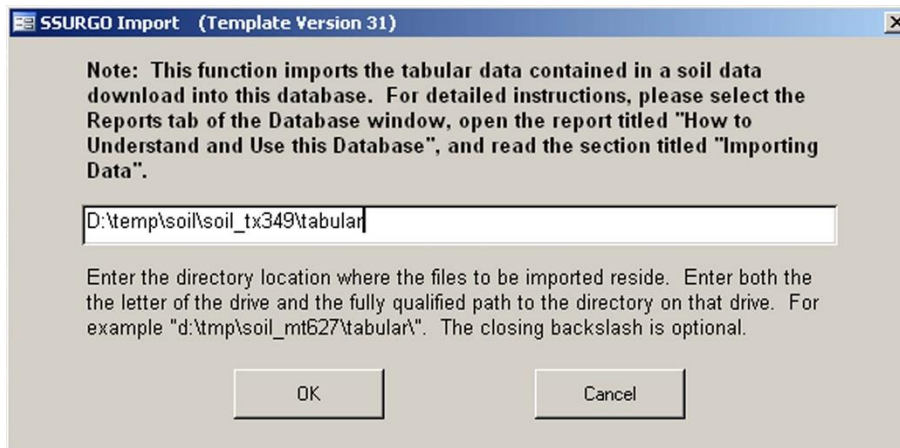 SSURGO Import (Template Version 31)
Note: This function imports the tabular data contained in a soil data
download into this database. For detailed instructions, please select the
Reports tab of the Database window, open the report titled "How to
Understand and Use this Database", and read the section titled "Importing
Data".
D:\temp\soil\soil_tx349\tabular
Enter the directory location where the files to be imported reside. Enter both the
the letter of the drive and the fully qualified path to the directory on that drive. For
example "d:\tmp\soil_mt627\tabular\". The closing backslash is optional.
OK Cancel